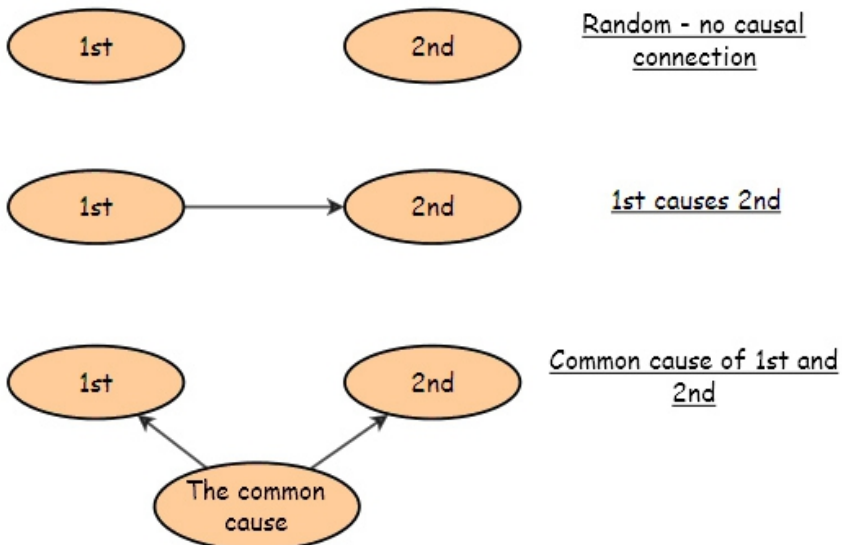 1st
2nd
Random - no causal
connection
1st
2nd
1st causes 2nd
1st
2nd
Common cause of 1st and
2nd
The common
cause